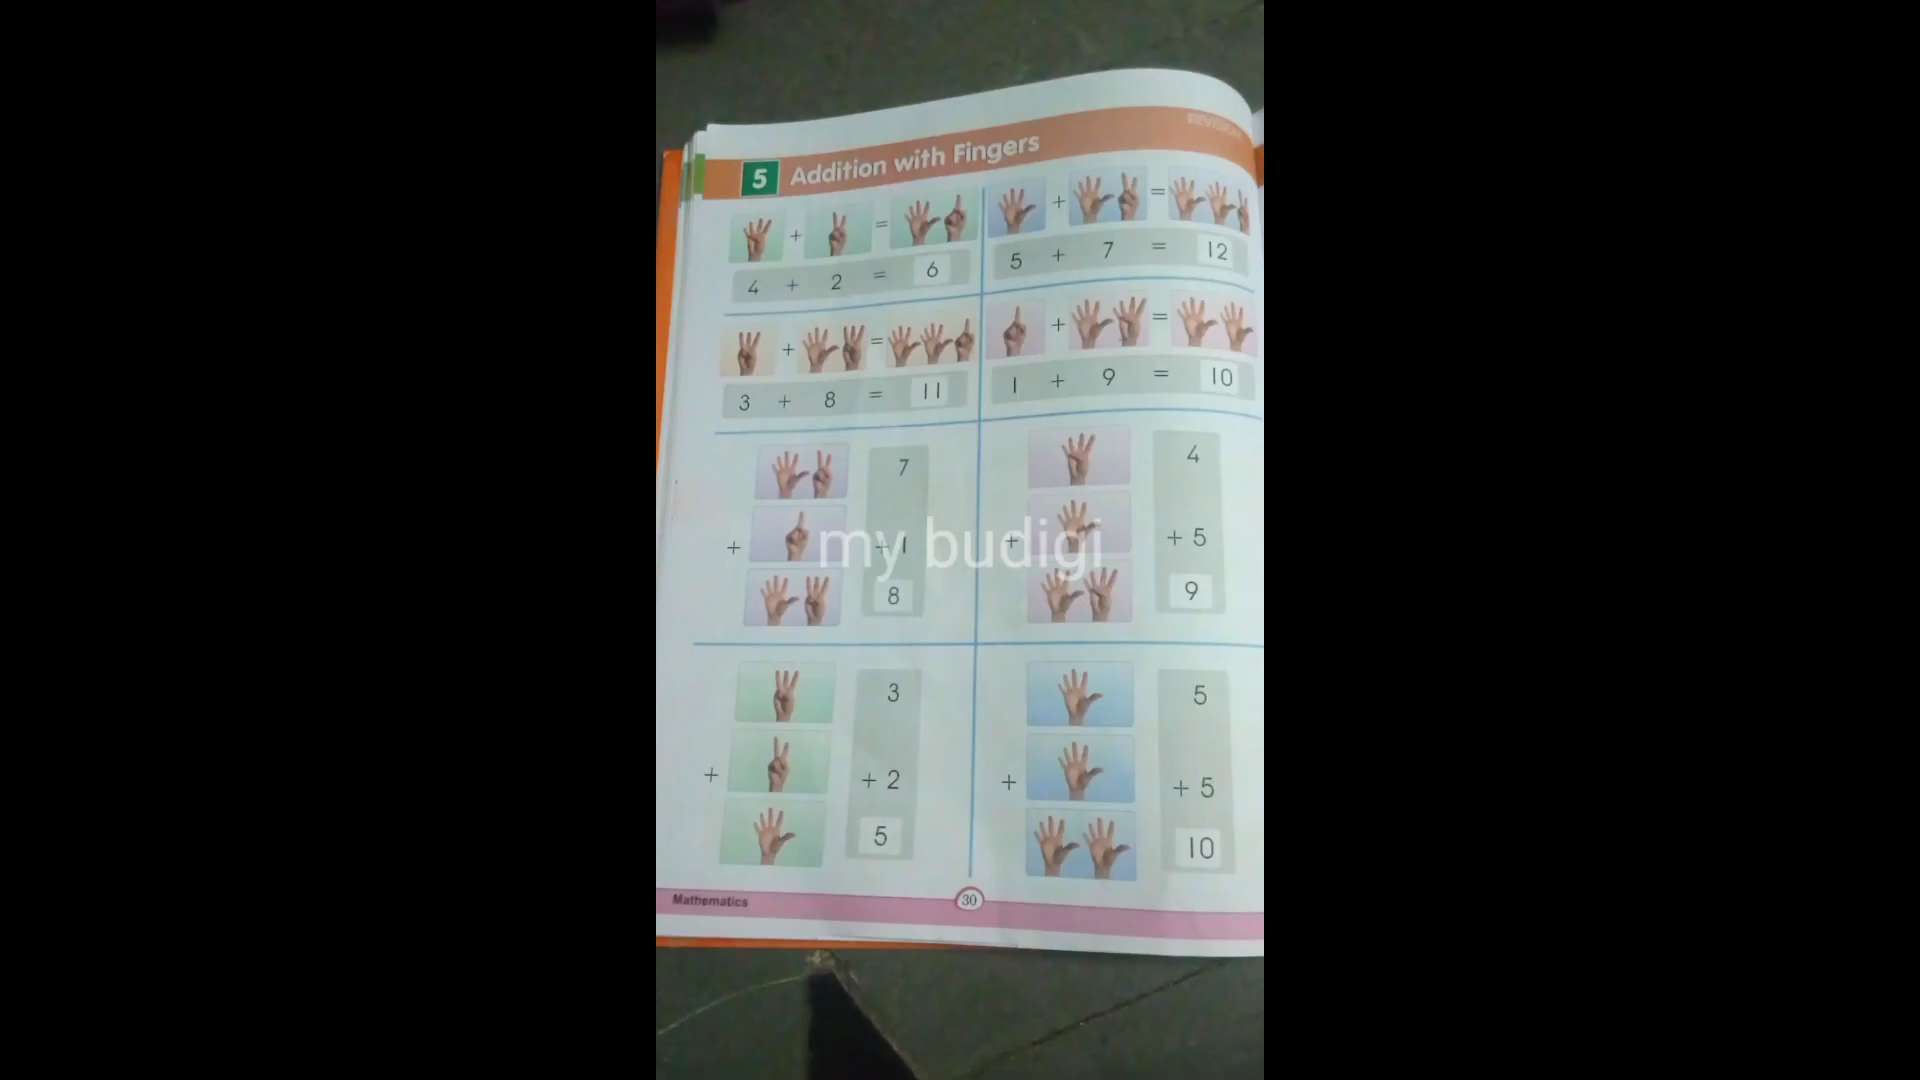 REVISION
5 Addition with Fingers
+ =
4 + 2 = 6
+ =
5 + 7 = 12
+ =
3 + 8 = 11
+ =
1 + 9 = 10
7
+ + 1
8
4
+ + 5
9
my budigi
3
+ + 2
5
5
+ + 5
10
Mathematics
30